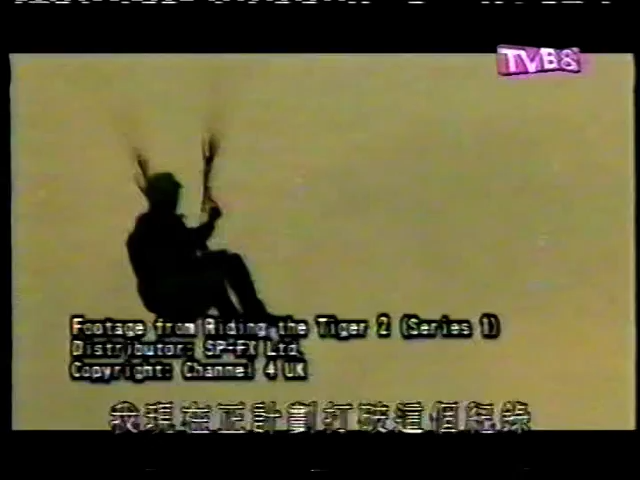 TVB8
Footage from Riding the Tiger 2 (Series 1)
Distributor: SP-FX Ltd
Copyright: Channel 4 UK
我現在正計劃打破這個紀錄